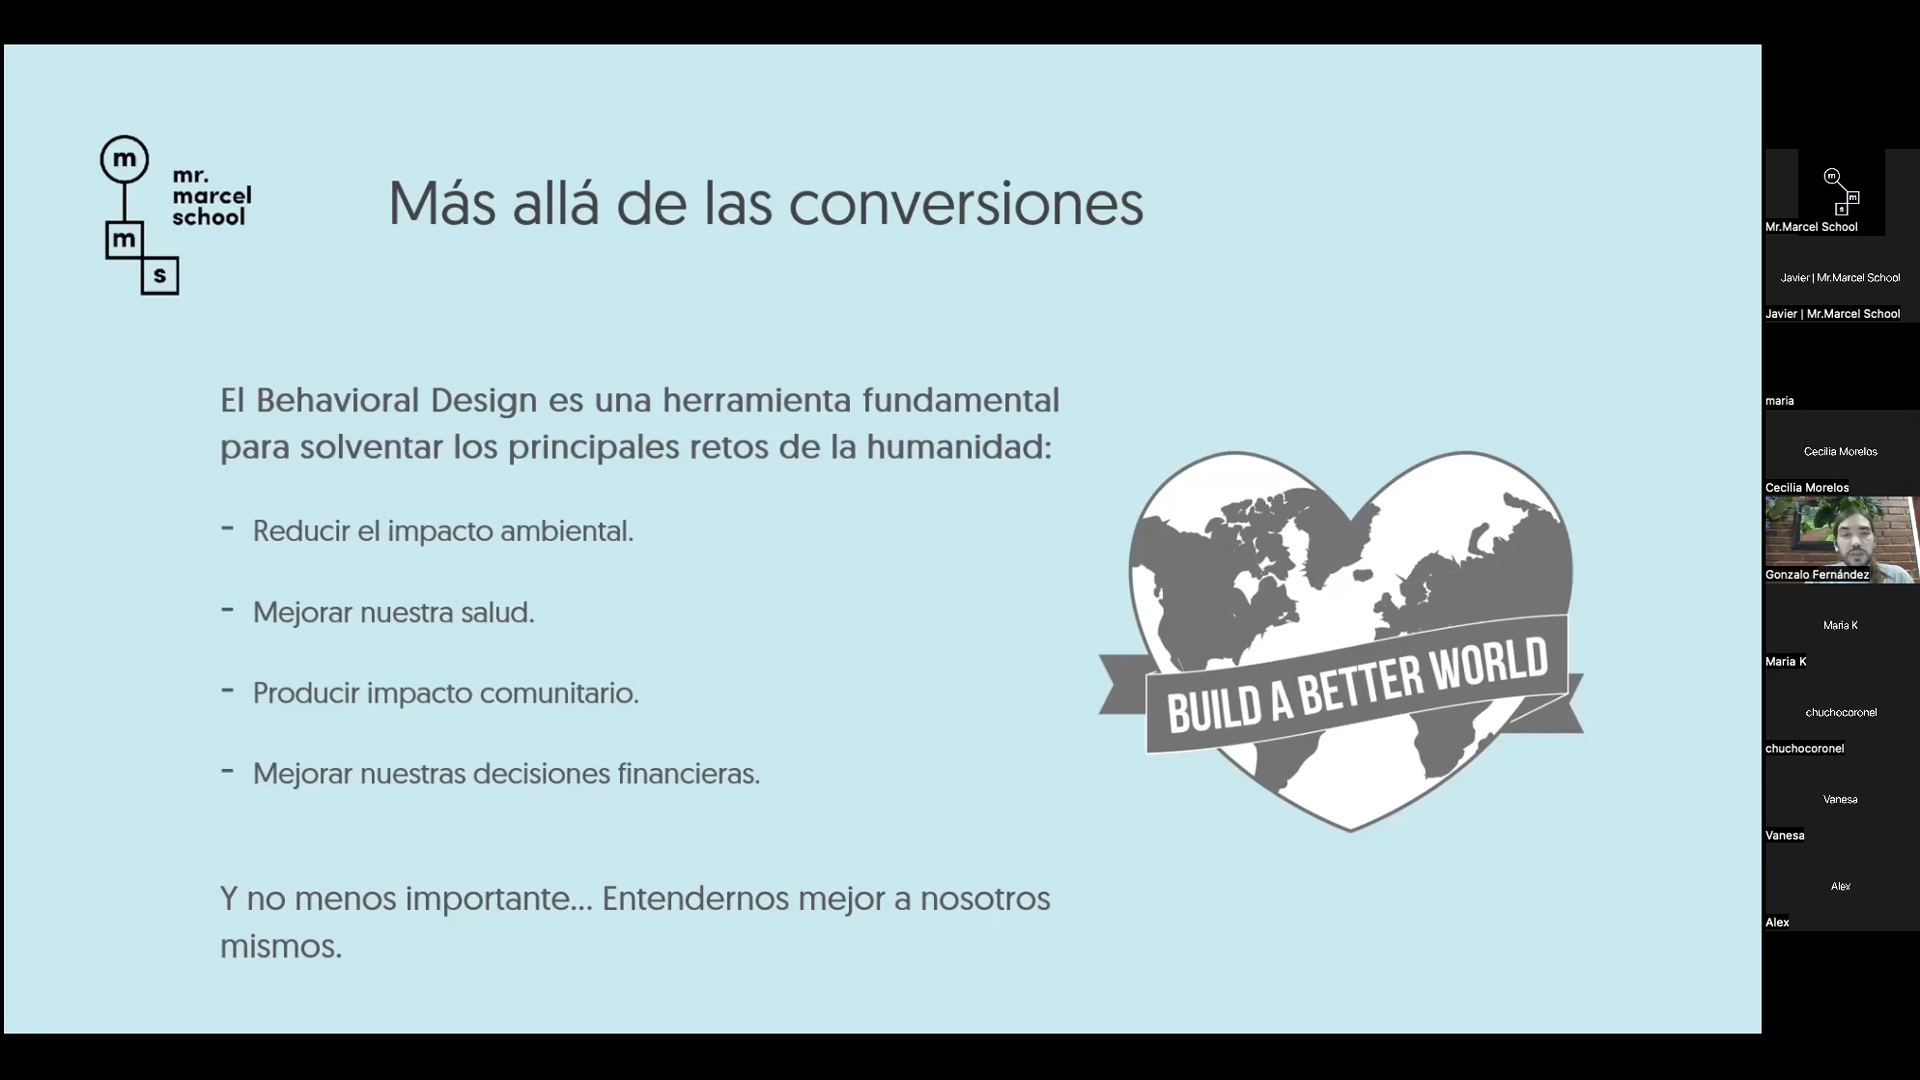 m
m
s
mr.
marcel
school
Más allá de las conversiones
El Behavioral Design es una herramienta fundamental
para solventar los principales retos de la humanidad:
- Reducir el impacto ambiental.
- Mejorar nuestra salud.
- Producir impacto comunitario.
- Mejorar nuestras decisiones financieras.
Y no menos importante... Entendernos mejor a nosotros
mismos.
BUILD A BETTER WORLD
m
m
s
Mr.Marcel School
Javier | Mr.Marcel School
Javier | Mr.Marcel School
maria
Cecilia Morelos
Cecilia Morelos
Gonzalo Fernández
Maria K
Maria K
chuchocoronel
chuchocoronel
Vanesa
Vanesa
Alex
Alex